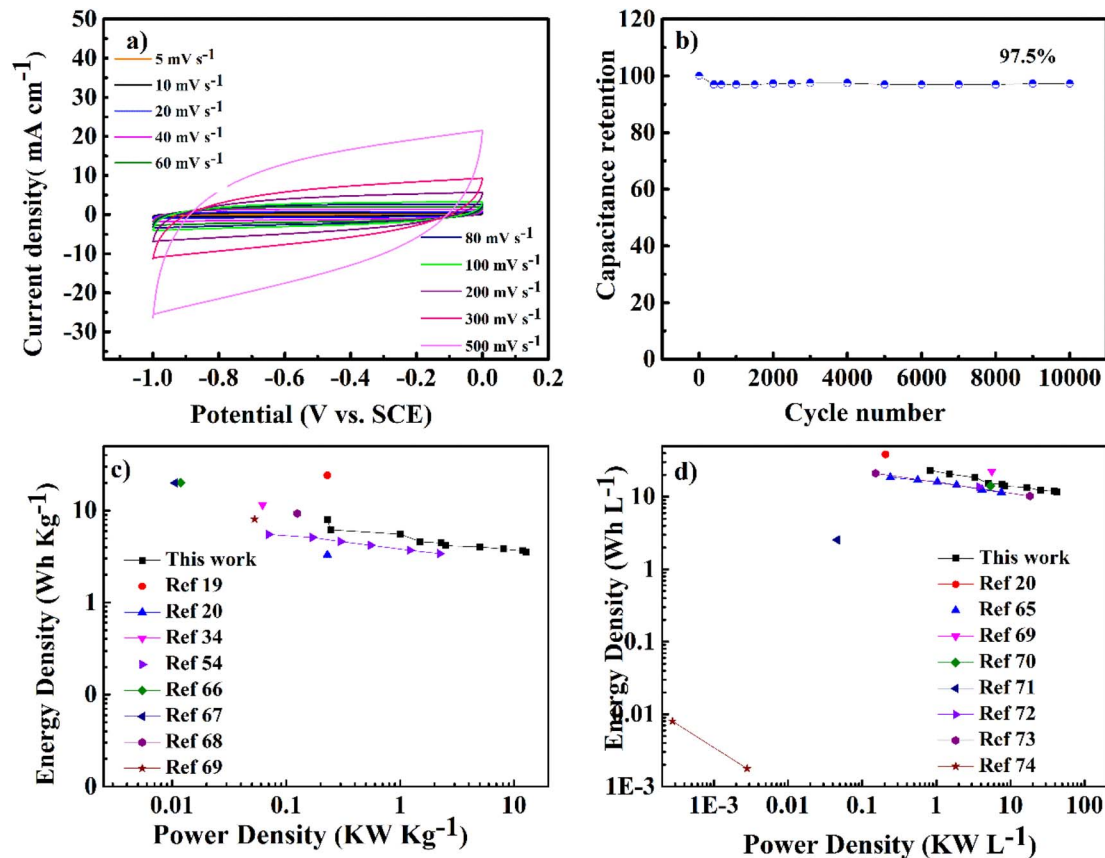 a)
50
40
30
20
10
0
-10
-20
-30
Current density( mA cm-1)
5 mV s-1
10 mV s-1
20 mV s-1
40 mV s-1
60 mV s-1
80 mV s-1
100 mV s-1
200 mV s-1
300 mV s-1
500 mV s-1
-1.0 -0.8 -0.6 -0.4 -0.2 0.0 0.2
Potential (V vs. SCE)
b)
97.5%
120
100
80
60
40
20
0
Capacitance retention
0 2000 4000 6000 8000 10000
Cycle number
c)
10
1
0
0
Energy Density (Wh Kg-1)
This work
Ref 19
Ref 20
Ref 34
Ref 54
Ref 66
Ref 67
Ref 68
Ref 69
0.01 0.1 1 10
Power Density (KW Kg-1)
d)
10
1
0.1
0.01
1E-3
Energy Density (Wh L-1)
This work
Ref 20
Ref 65
Ref 69
Ref 70
Ref 71
Ref 72
Ref 73
Ref 74
1E-3 0.01 0.1 1 10 100
Power Density (KW L-1)